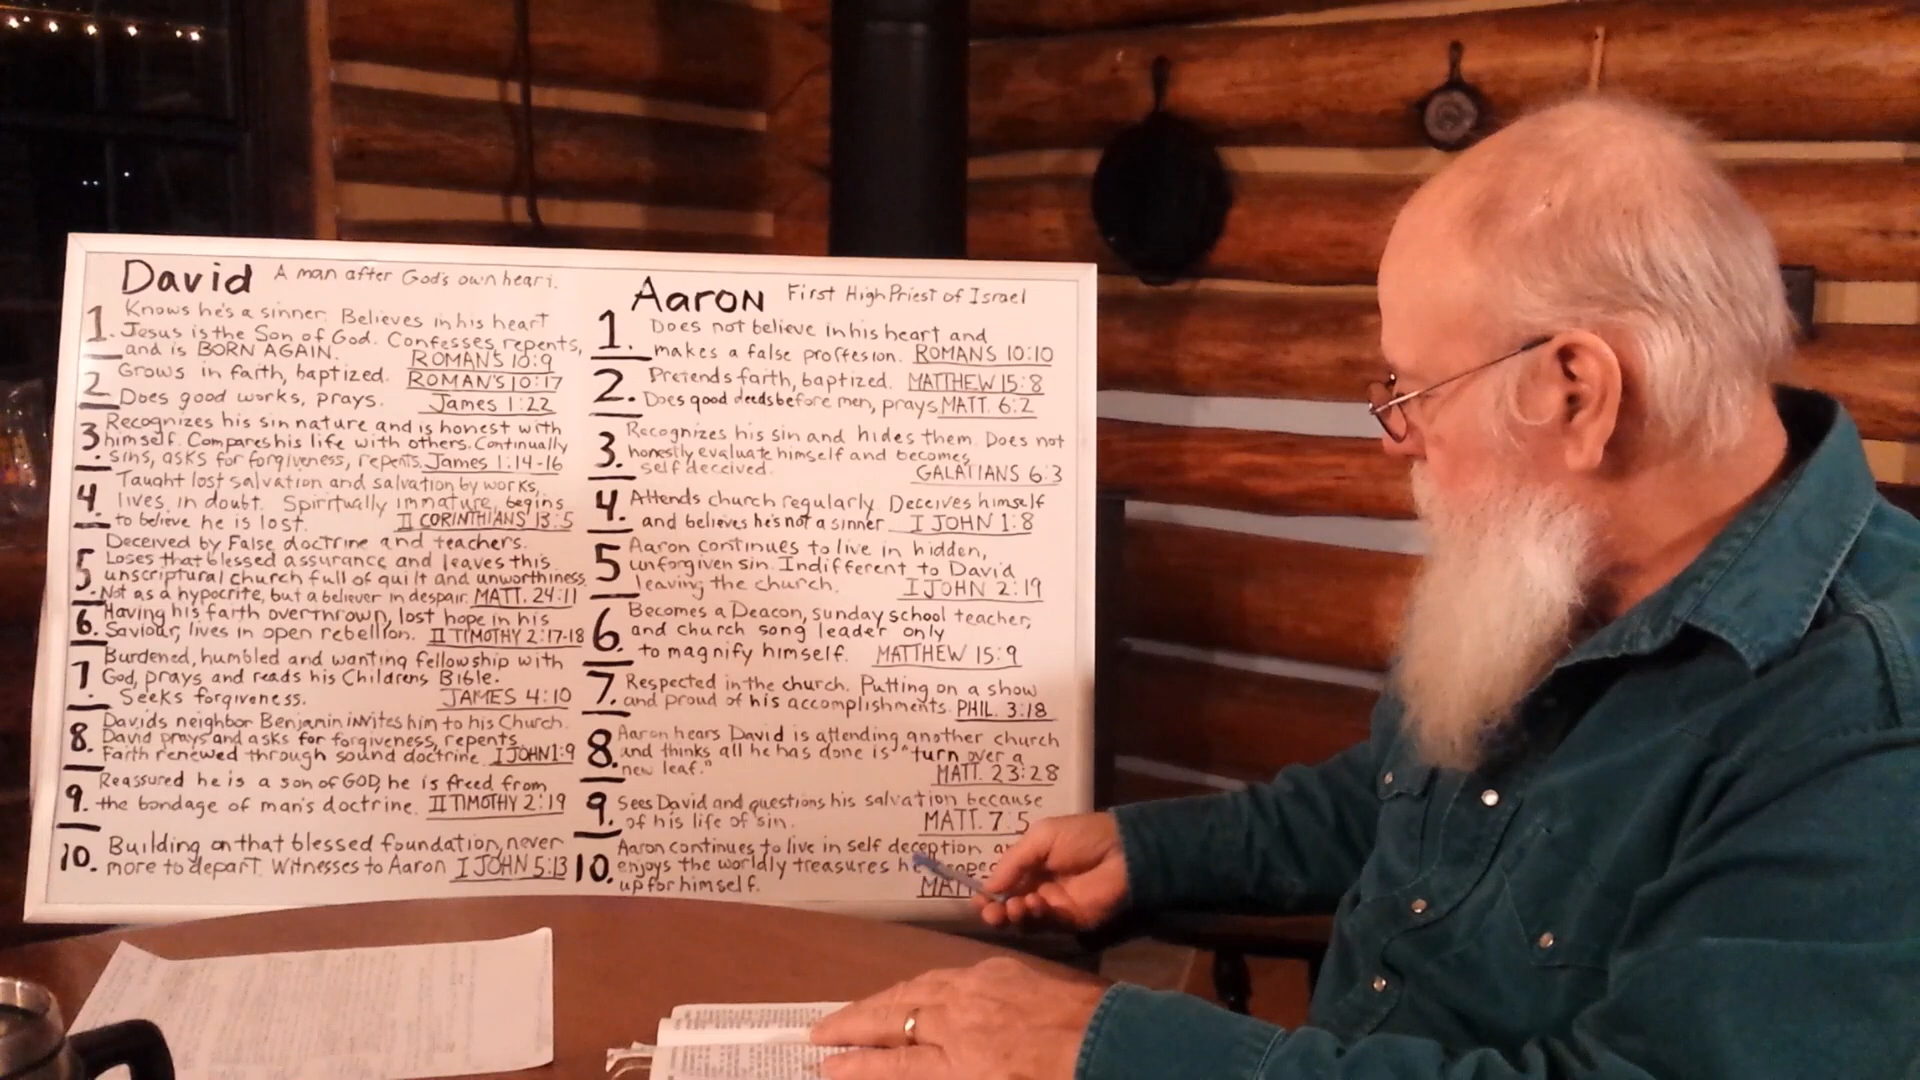 David A man after God's own heart.
1. Knows he's a sinner. Believes in his heart
Jesus is the Son of God. Confesses, repents,
and is BORN AGAIN. ROMANS 10:9
2. Grows in faith, baptized. ROMAN'S 10:17
Does good works, prays. James 1:22
3. Recognizes his sin nature and is honest with
himself. Compares his life with others. Continually
sins, asks for forgiveness, repents. James 1:14-16
4. Taught lost salvation and salvation by works,
lives in doubt. Spiritually immature, begins
to believe he is lost. II CORINTHIANS 13:5
5. Deceived by False doctrine and teachers.
Loses that blessed assurance and leaves this
unscriptural church full of guilt and unworthiness.
Not as a hypocrite, but a believer in despair. MATT. 24:11
6. Having his faith overthrown, lost hope in his
Saviour, lives in open rebellion. II TIMOTHY 2:17-18
7. Burdened, humbled and wanting fellowship with
God, prays and reads his Childrens Bible.
Seeks forgiveness. JAMES 4:10
8. Davids neighbor Benjamin invites him to his Church.
David prays and asks for forgiveness, repents.
Faith renewed through sound doctrine. I JOHN 1:9
9. Reassured he is a son of GOD, he is freed from
the bondage of man's doctrine. II TIMOTHY 2:19
10. Building on that blessed foundation, never
more to depart. Witnesses to Aaron I JOHN 5:13
Aaron First High Priest of Israel
1. Does not believe in his heart and
makes a false proffesion. ROMANS 10:10
2. Pretends faith, baptized. MATTHEW 15:8
Does good deeds before men, prays. MATT. 6:2
3. Recognizes his sin and hides them. Does not
honestly evaluate himself and becomes
self deceived. GALATIANS 6:3
4. Attends church regularly. Deceives himself
and believes he's not a sinner. I JOHN 1:8
5. Aaron continues to live in hidden,
unforgiven sin. Indifferent to David
leaving the church. I JOHN 2:19
6. Becomes a Deacon, sunday school teacher,
and church song leader only
to magnify himself. MATTHEW 15:9
7. Respected in the church. Putting on a show
and proud of his accomplishments. PHIL. 3:18
8. Aaron hears David is attending another church
and thinks all he has done is "turn over a
new leaf." MATT. 23:28
9. Sees David and questions his salvation because
of his life of sin. MATT. 7:5
10. Aaron continues to live in self deception
enjoys the worldly treasures he
up for himself.